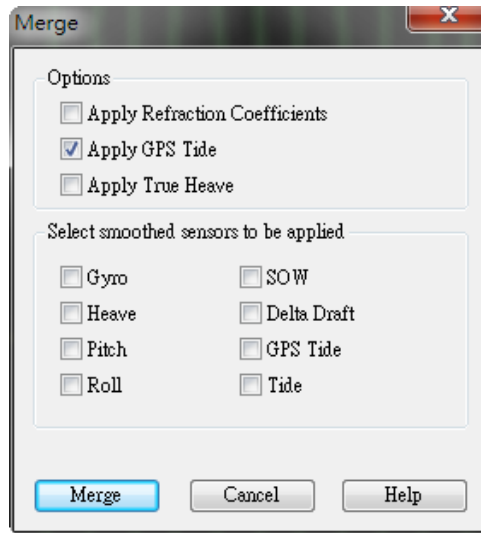 Merge
Options
Apply Refraction Coefficients
Apply GPS Tide
Apply True Heave
Select smoothed sensors to be applied
Gyro SOW
Heave Delta Draft
Pitch GPS Tide
Roll Tide
Merge Cancel Help